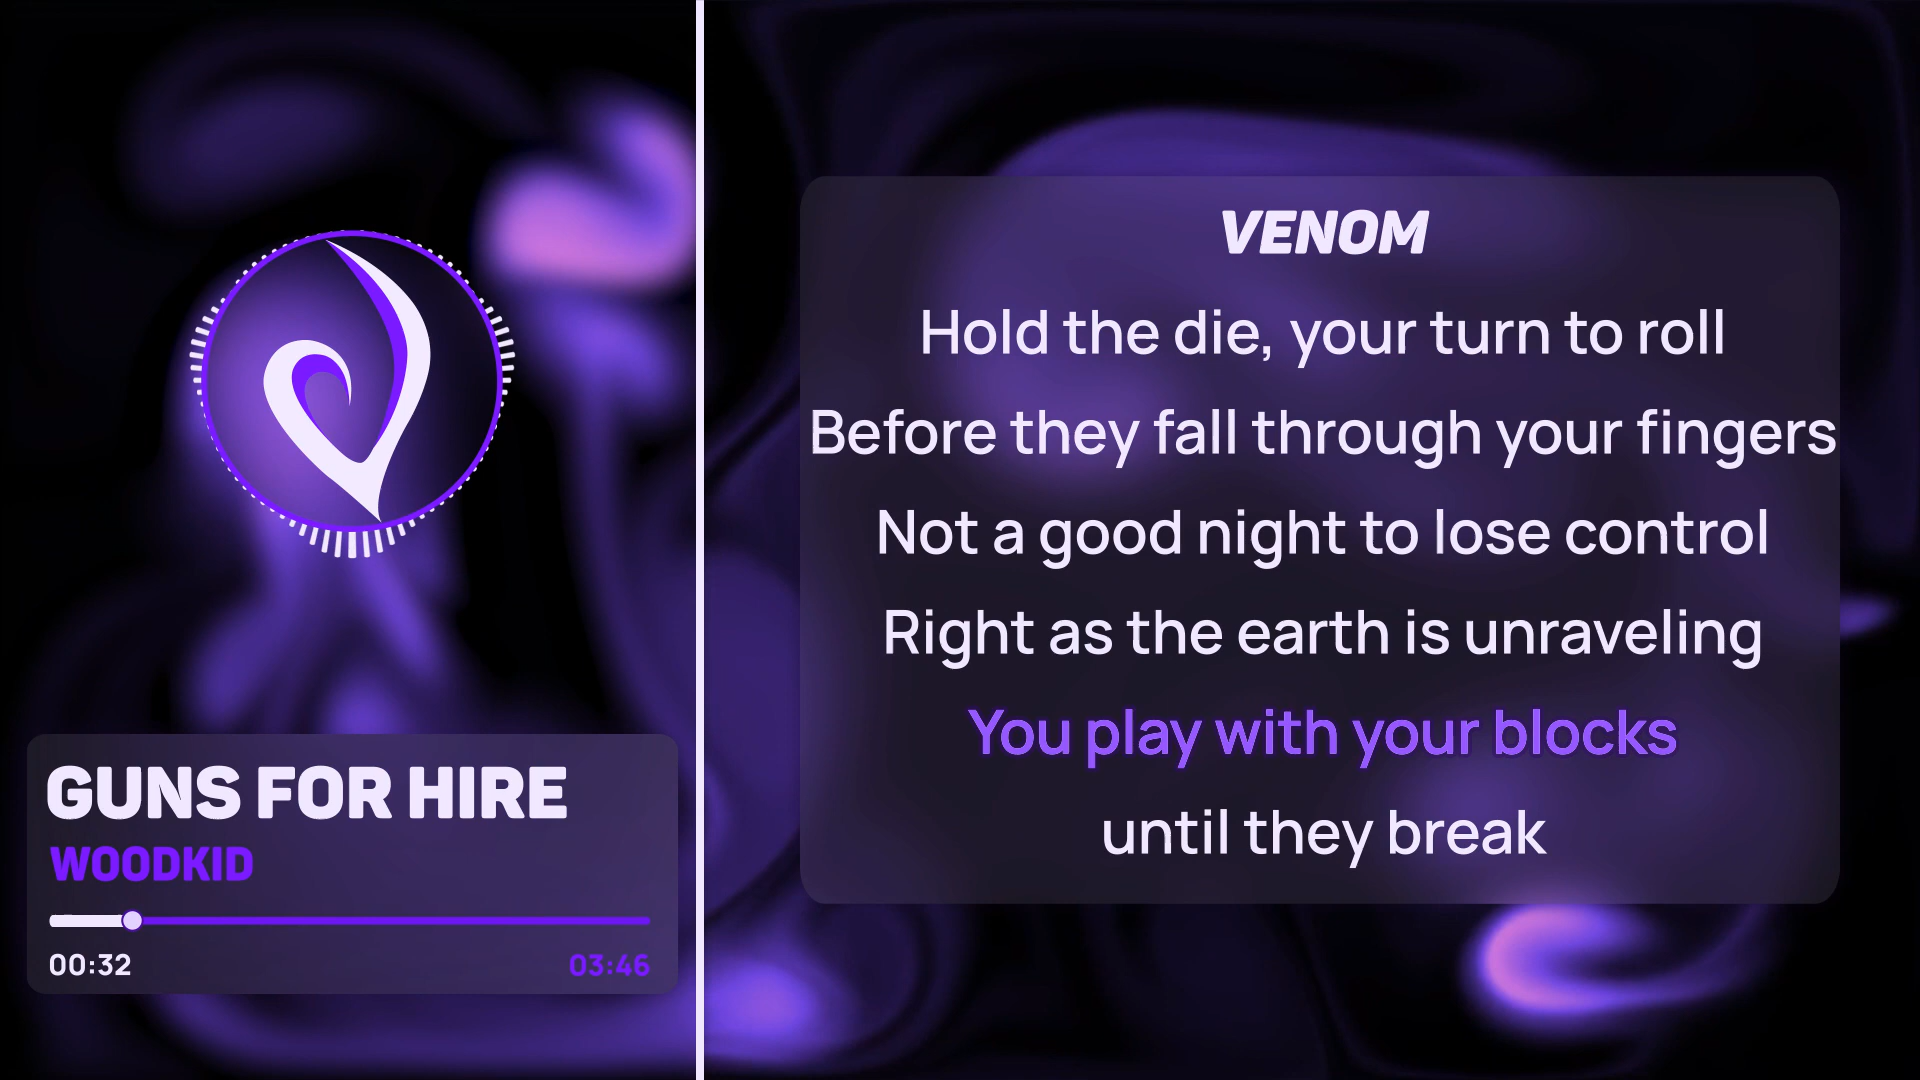 VENOM
Hold the die, your turn to roll
Before they fall through your fingers
Not a good night to lose control
Right as the earth is unraveling
You play with your blocks
until they break
GUNS FOR HIRE
WOODKID
00:32
03:46